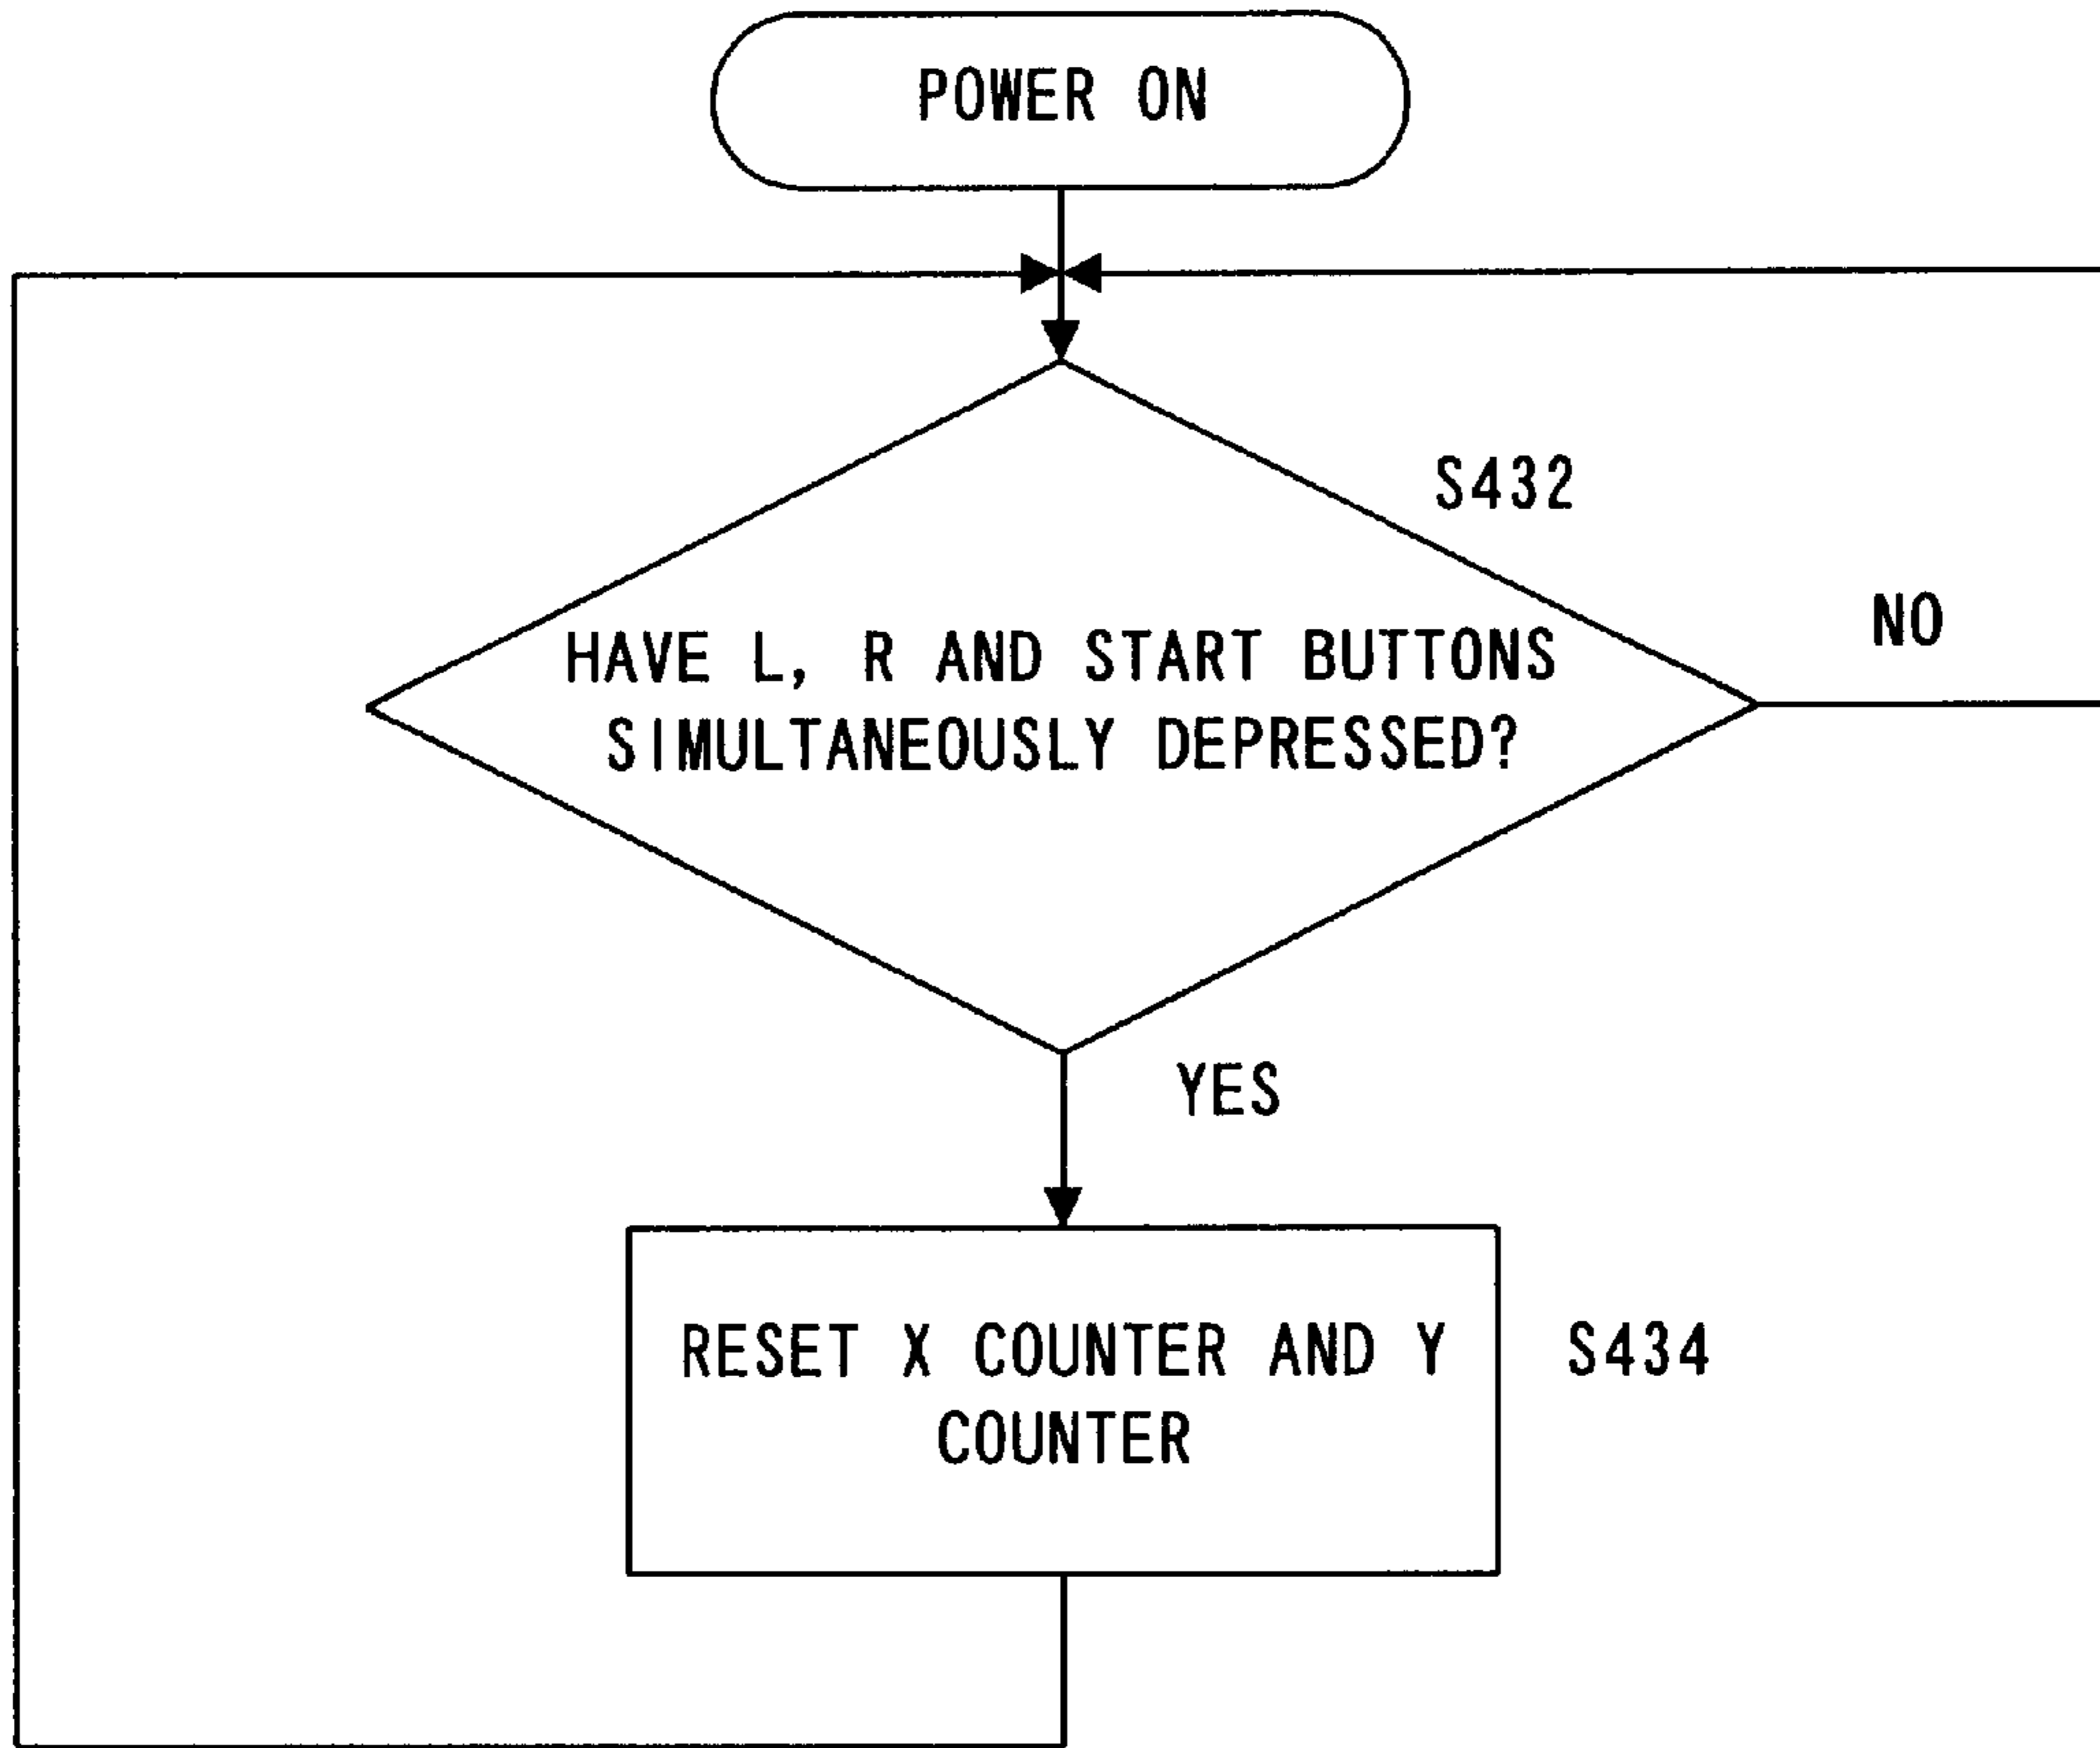 POWER ON
S432
HAVE L, R AND START BUTTONS
SIMULTANEOUSLY DEPRESSED?
NO
YES
RESET X COUNTER AND Y
COUNTER
S434